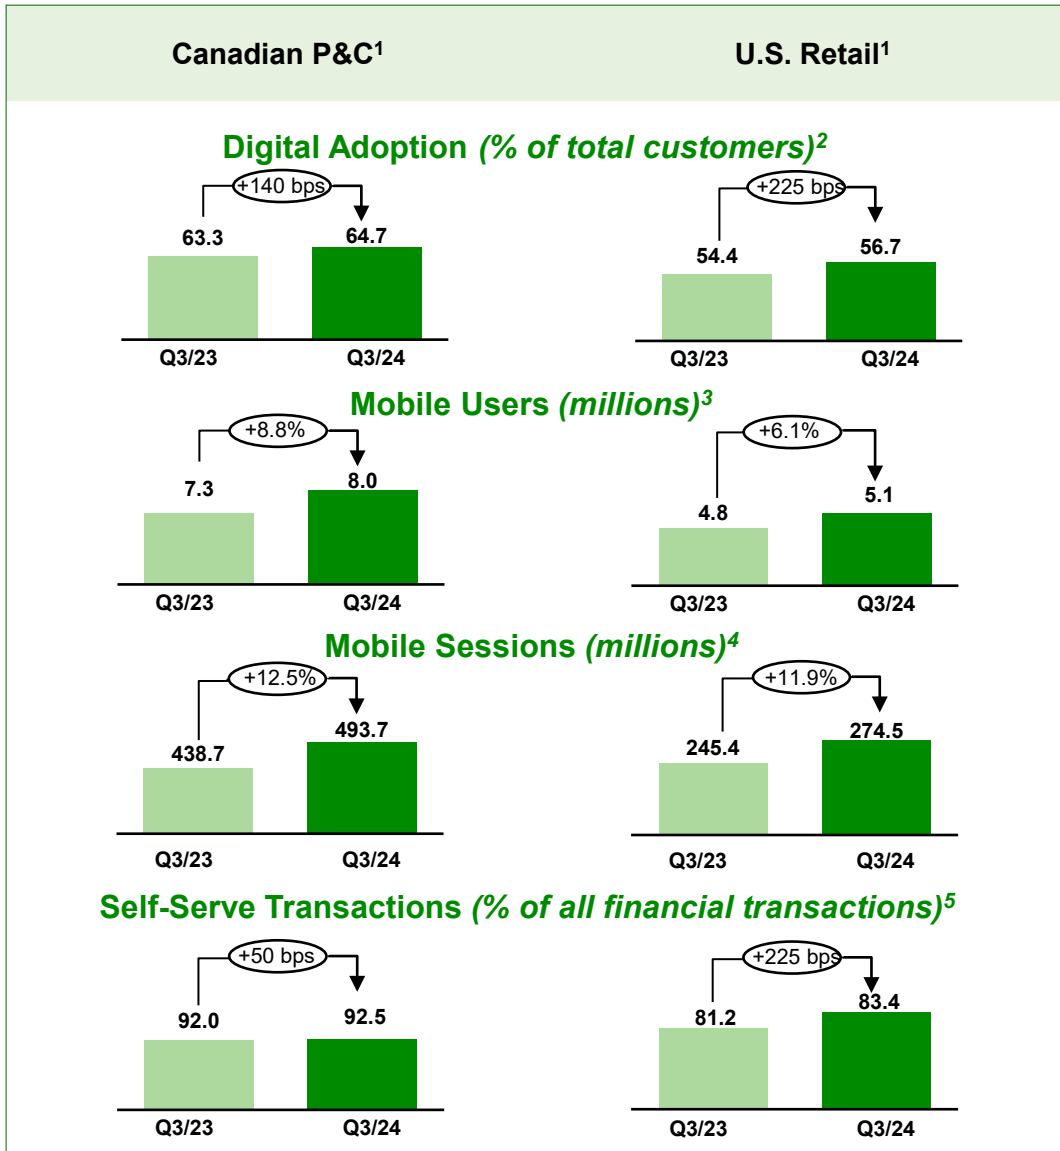 Canadian P&C¹ U.S. Retail¹
Digital Adoption (% of total customers)²
+140 bps +225 bps
63.3 64.7 54.4 56.7
Q3/23 Q3/24 Q3/23 Q3/24
Mobile Users (millions)³
+8.8% +6.1%
7.3 8.0 4.8 5.1
Q3/23 Q3/24 Q3/23 Q3/24
Mobile Sessions (millions)⁴
+12.5% +11.9%
438.7 493.7 245.4 274.5
Q3/23 Q3/24 Q3/23 Q3/24
Self-Serve Transactions (% of all financial transactions)⁵
+50 bps +225 bps
92.0 92.5 81.2 83.4
Q3/23 Q3/24 Q3/23 Q3/24